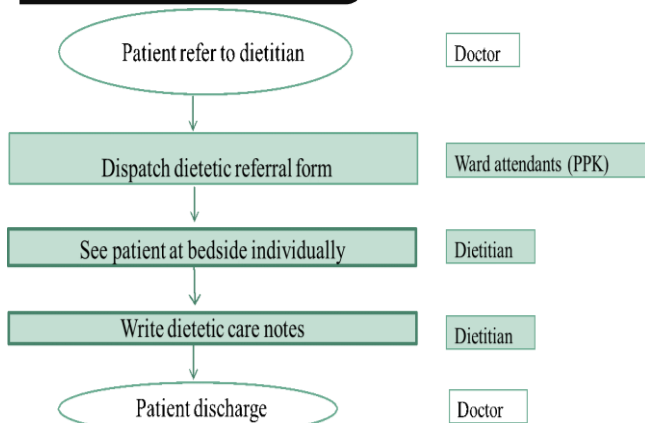 Patient refer to dietitian
Doctor
Dispatch dietetic referral form
Ward attendants (PPK)
See patient at bedside individually
Dietitian
Write dietetic care notes
Dietitian
Patient discharge
Doctor